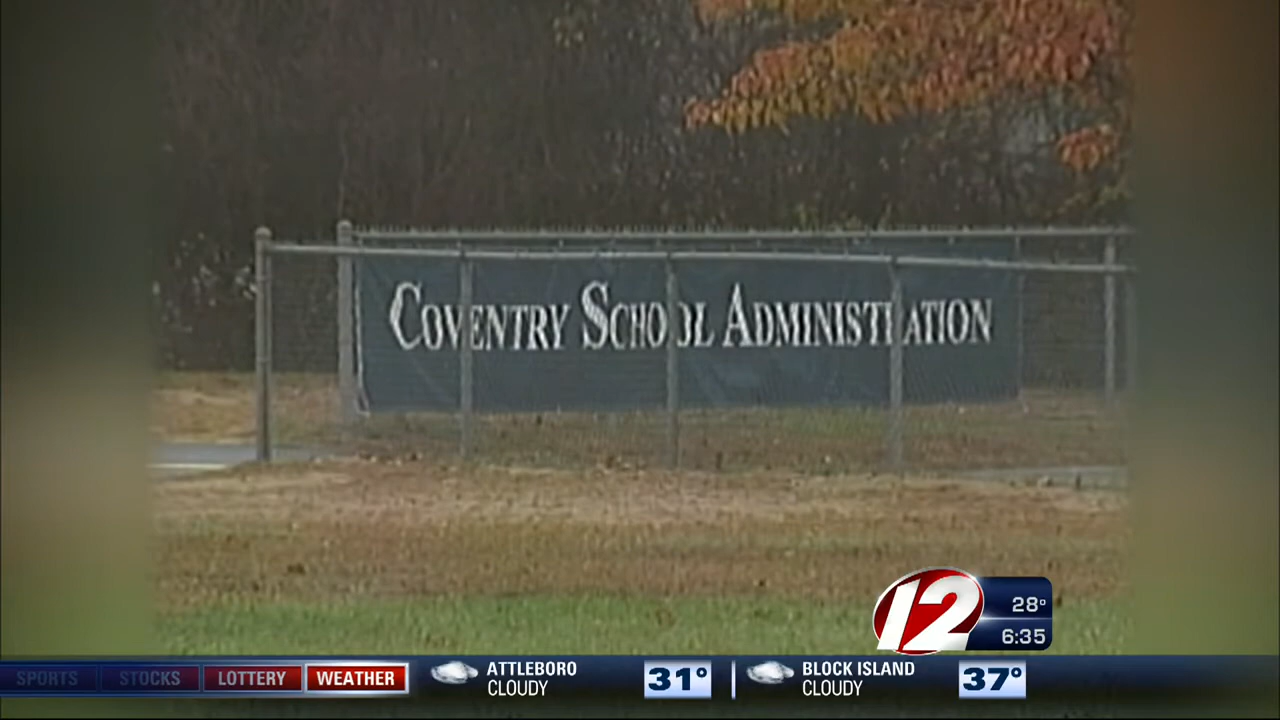 COVENTRY SCHOOL ADMINISTRATION
12
28°
6:35
SPORTS STOCKS LOTTERY WEATHER
ATTLEBORO
CLOUDY
31°
BLOCK ISLAND
CLOUDY
37°